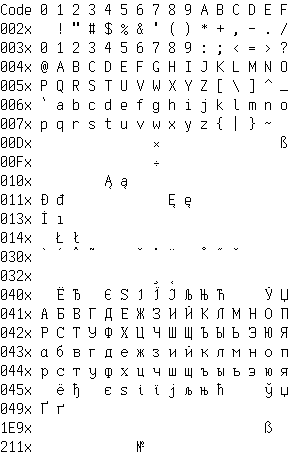 Code 0 1 2 3 4 5 6 7 8 9 A B C D E F
002x ! " # $ % & ' ( ) * + , - . /
003x 0 1 2 3 4 5 6 7 8 9 : ; < = > ?
004x @ A B C D E F G H I J K L M N O
005x P Q R S T U V W X Y Z [ \ ] ^ _
006x ` a b c d e f g h i j k l m n o
007x p q r s t u v w x y z { | } ~
00Dx × ß
00Fx ÷
010x Ą ą
011x Đ đ Ę ę
013x İ ı
014x Ł ł
030x ` ´ ^ ~ ˘ ˙ ¨ ˚ ˝ ˇ
032x ¸ ˛
040x Ё Ђ Є Ѕ І Ї Ј Љ Њ Ћ Ў Џ
041x А Б В Г Д Е Ж З И Й К Л М Н О П
042x Р С Т У Ф Х Ц Ч Ш Щ Ъ Ы Ь Э Ю Я
043x а б в г д е ж з и й к л м н о п
044x р с т у ф х ц ч ш щ ъ ы ь э ю я
045x ё ђ є ѕ і ї ј љ њ ћ ў џ
049x Ґ ґ
1E9x ẞ
211x №